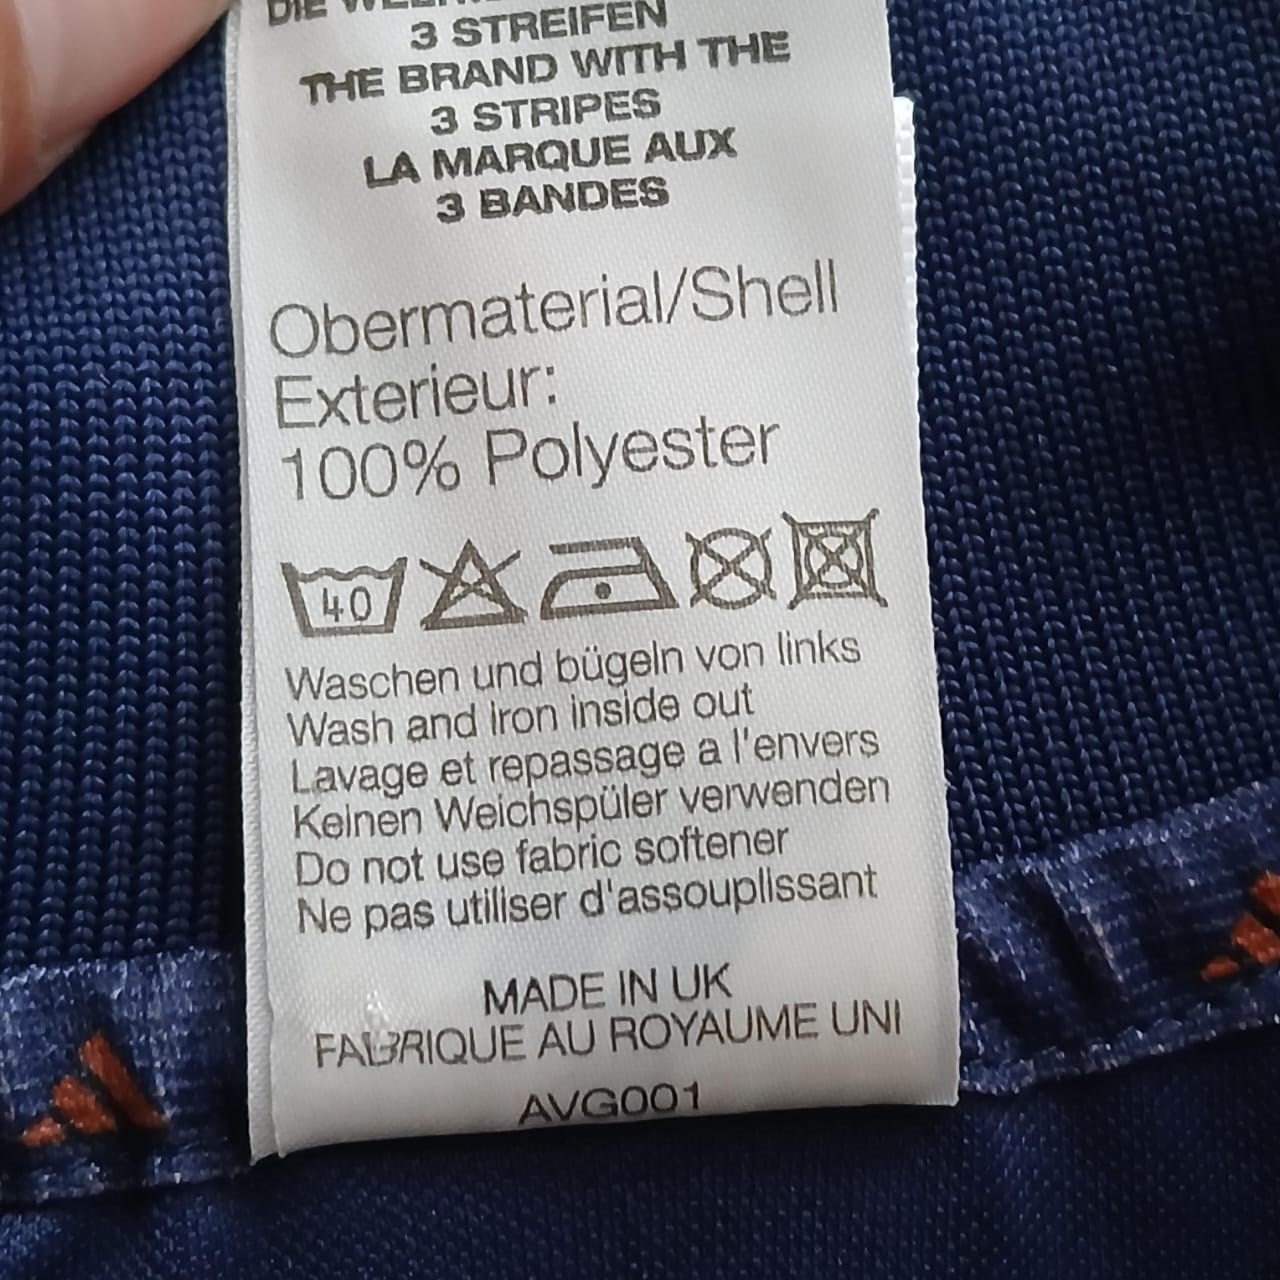 DIE
3 STREIFEN
THE BRAND WITH THE
3 STRIPES
LA MARQUE AUX
3 BANDES
Obermaterial/Shell
Exterieur:
100% Polyester
40
Waschen und bügeln von links
Wash and iron inside out
Lavage et repassage a l'envers
Keinen Weichspüler verwenden
Do not use fabric softener
Ne pas utiliser d'assouplissant
MADE IN UK
FABRIQUE AU ROYAUME UNI
AVG001